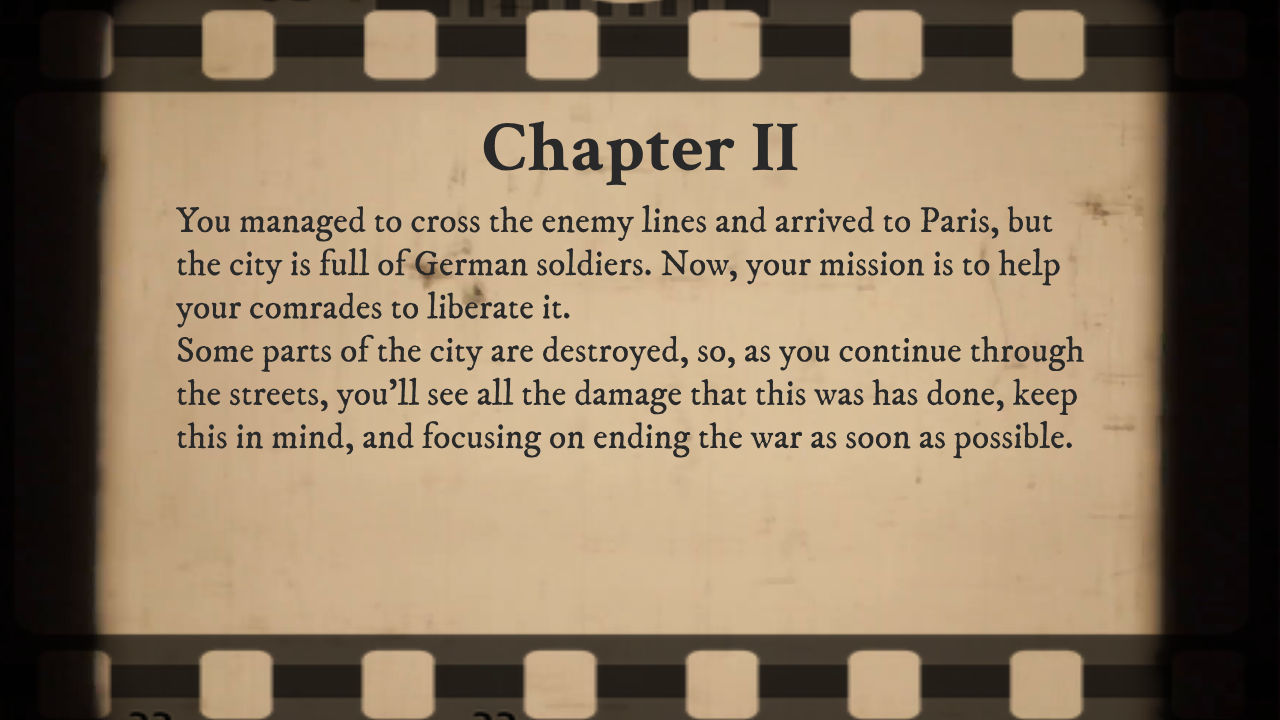 Chapter II
You managed to cross the enemy lines and arrived to Paris, but
the city is full of German soldiers. Now, your mission is to help
your comrades to liberate it.
Some parts of the city are destroyed, so, as you continue through
the streets, you'll see all the damage that this was has done, keep
this in mind, and focusing on ending the war as soon as possible.